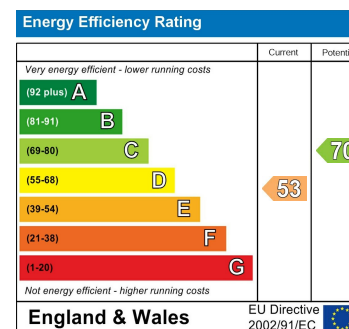 Energy Efficiency Rating
Current Potenti
Very energy efficient - lower running costs
(92 plus) A
(81-91) B
(69-80) C
70
(55-68) D
53
(39-54) E
(21-38) F
(1-20) G
Not energy efficient - higher running costs
England & Wales
EU Directive
2002/91/EC